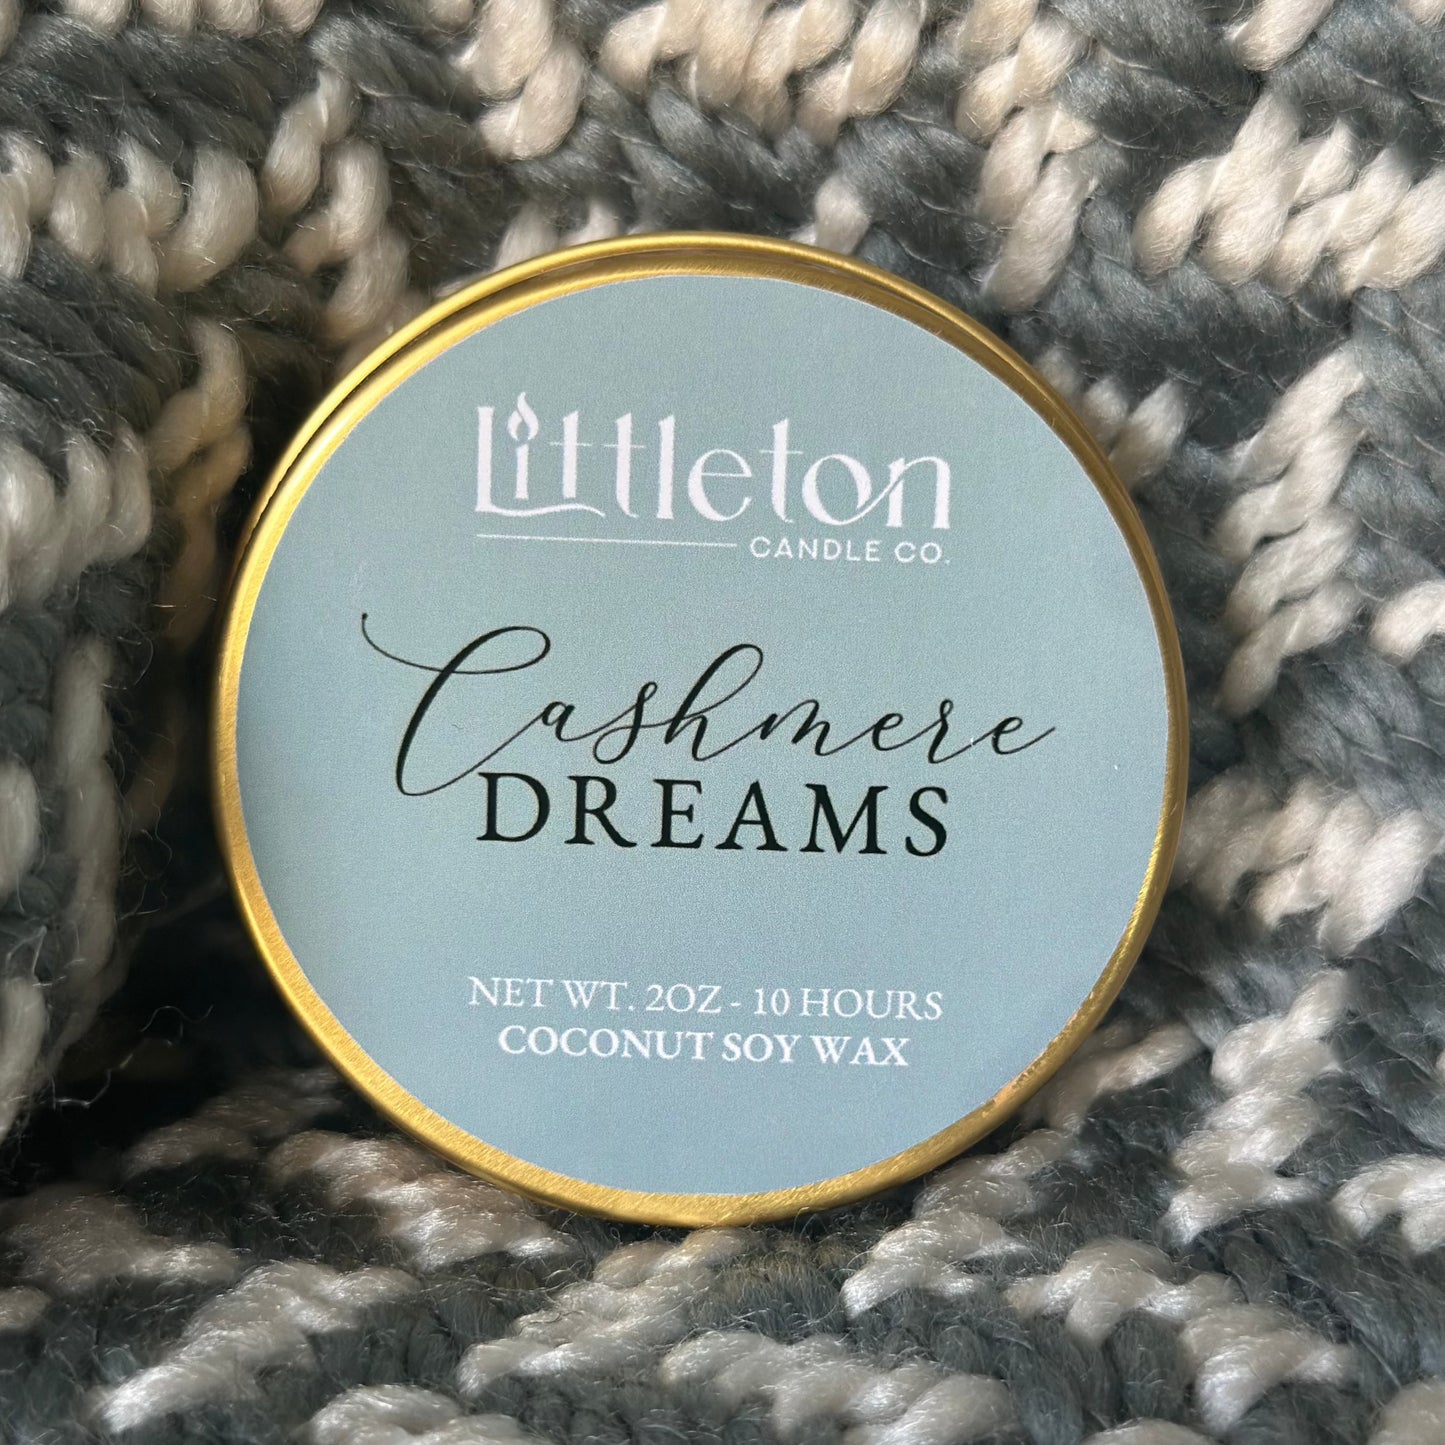 Littleton
CANDLE CO.
Cashmere
DREAMS
NET WT. 2OZ - 10 HOURS
COCONUT SOY WAX